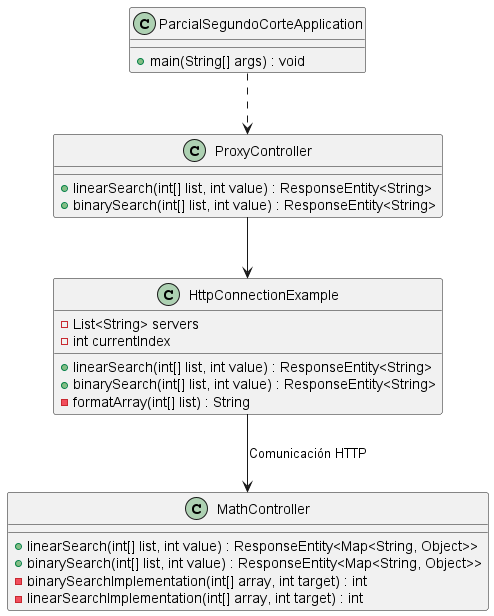 C ParcialSegundoCorteApplication
main(String[] args) : void
C ProxyController
linearSearch(int[] list, int value) : ResponseEntity<String>
binarySearch(int[] list, int value) : ResponseEntity<String>
C HttpConnectionExample
List<String> servers
int currentIndex
linearSearch(int[] list, int value) : ResponseEntity<String>
binarySearch(int[] list, int value) : ResponseEntity<String>
formatArray(int[] list) : String
Comunicación HTTP
C MathController
linearSearch(int[] list, int value) : ResponseEntity<Map<String, Object>>
binarySearch(int[] list, int value) : ResponseEntity<Map<String, Object>>
binarySearchImplementation(int[] array, int target) : int
linearSearchImplementation(int[] array, int target) : int